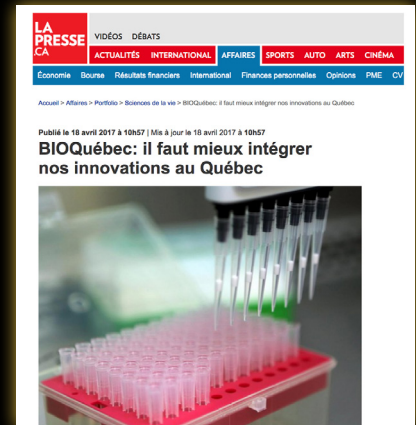 LA
PRESSE
.CA
VIDÉOS DÉBATS
ACTUALITÉS INTERNATIONAL AFFAIRES SPORTS AUTO ARTS CINÉMA
Économie Bourse Résultats financiers International Finances personnelles Opinions PME CV
Accueil > Affaires > Portfolio > Sciences de la vie > BIOQuébec: il faut mieux intégrer nos innovations au Québec
Publié le 18 avril 2017 à 10h57 | Mis à jour le 18 avril 2017 à 10h57
BIOQuébec: il faut mieux intégrer
nos innovations au Québec